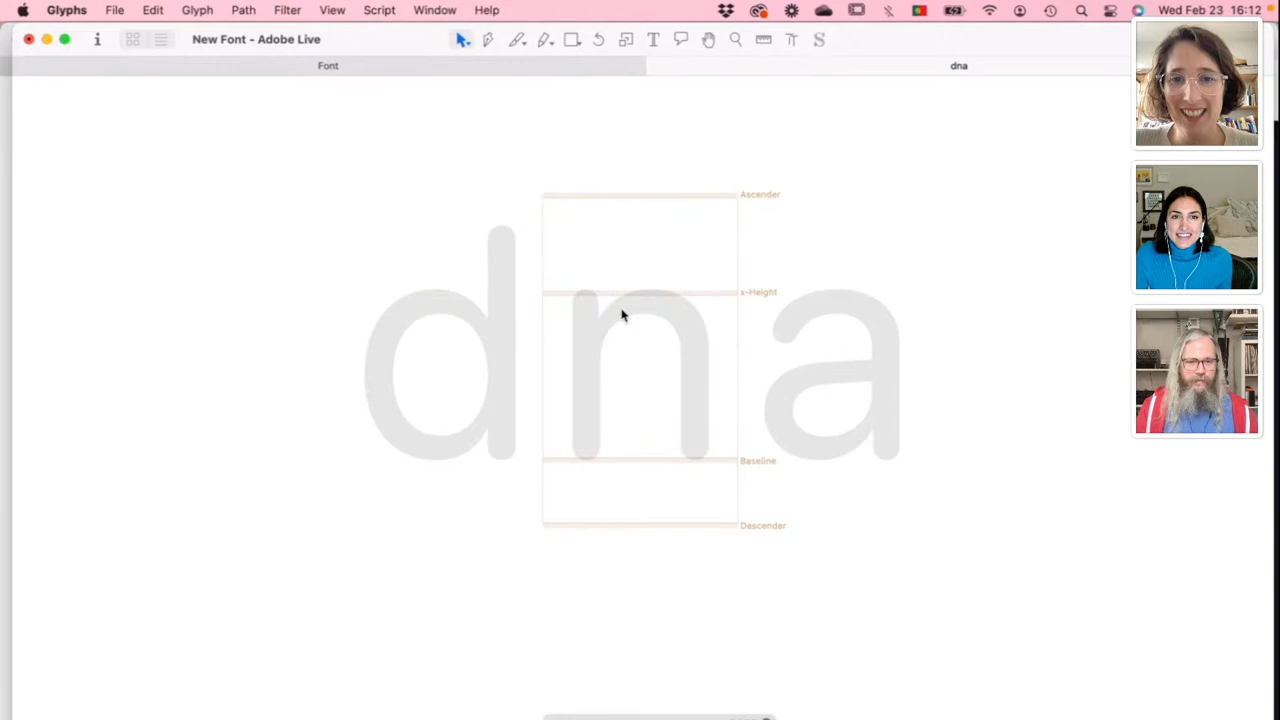 Glyphs File Edit Glyph Path Filter View Script Window Help Wed Feb 23 16:12
New Font - Adobe Live
Font dna
Ascender
x-Height
dna
Baseline
Descender